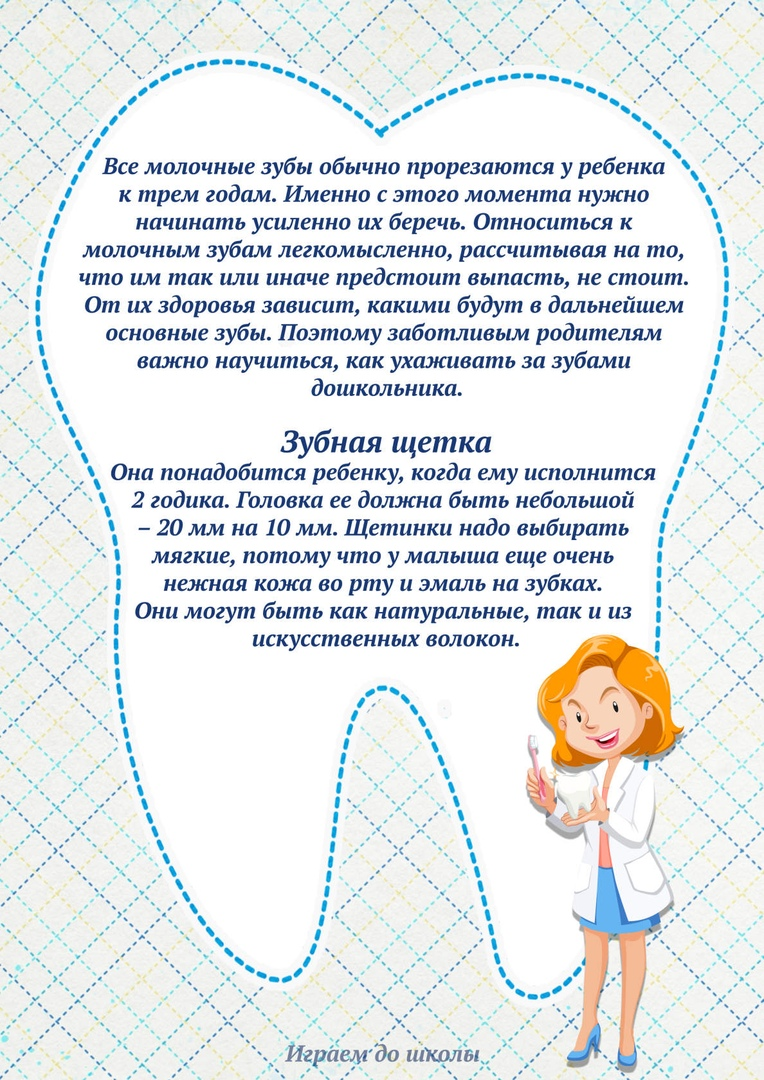 Все молочные зубы обычно прорезаются у ребенка
к трем годам. Именно с этого момента нужно
начинать усиленно их беречь. Относиться к
молочным зубам легкомысленно, рассчитывая на то,
что им так или иначе предстоит выпасть, не стоит.
От их здоровья зависит, какими будут в дальнейшем
основные зубы. Поэтому заботливым родителям
важно научиться, как ухаживать за зубами
дошкольника.
Зубная щетка
Она понадобится ребенку, когда ему исполнится
2 годика. Головка ее должна быть небольшой
– 20 мм на 10 мм. Щетинки надо выбирать
мягкие, потому что у малыша еще очень
нежная кожа во рту и эмаль на зубках.
Они могут быть как натуральные, так и из
искусственных волокон.
Играем до школы